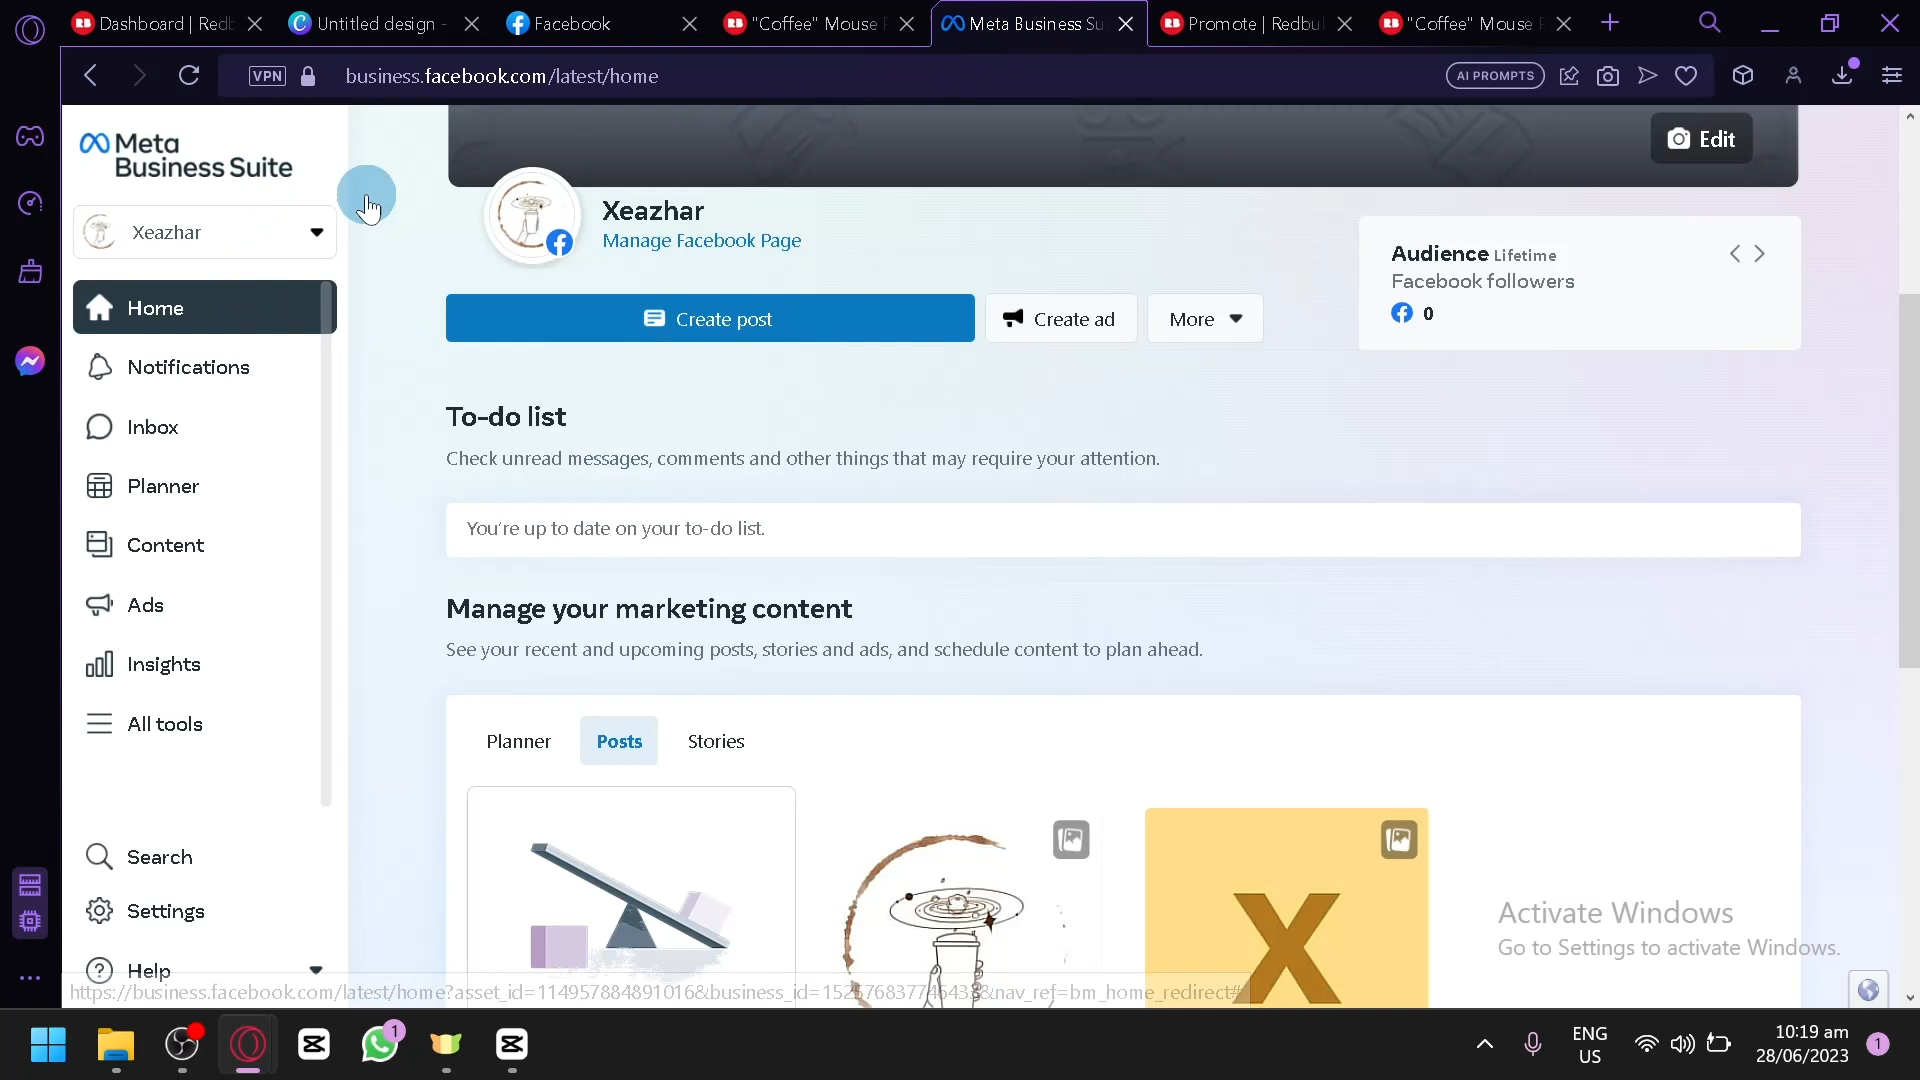 Dashboard | Redb
Untitled design -
Facebook
"Coffee" Mouse P
Meta Business Su
Promote | Redbu
"Coffee" Mouse P
VPN
business.facebook.com/latest/home
AI PROMPTS
Meta
Business Suite
Xeazhar
Home
Notifications
Inbox
Planner
Content
Ads
Insights
All tools
Search
Settings
Help
Edit
Xeazhar
Manage Facebook Page
Audience Lifetime
Facebook followers
0
Create post
Create ad
More
To-do list
Check unread messages, comments and other things that may require your attention.
You're up to date on your to-do list.
Manage your marketing content
See your recent and upcoming posts, stories and ads, and schedule content to plan ahead.
Planner
Posts
Stories
X
Activate Windows
Go to Settings to activate Windows.
1
ENG
US
10:19 am
28/06/2023
1